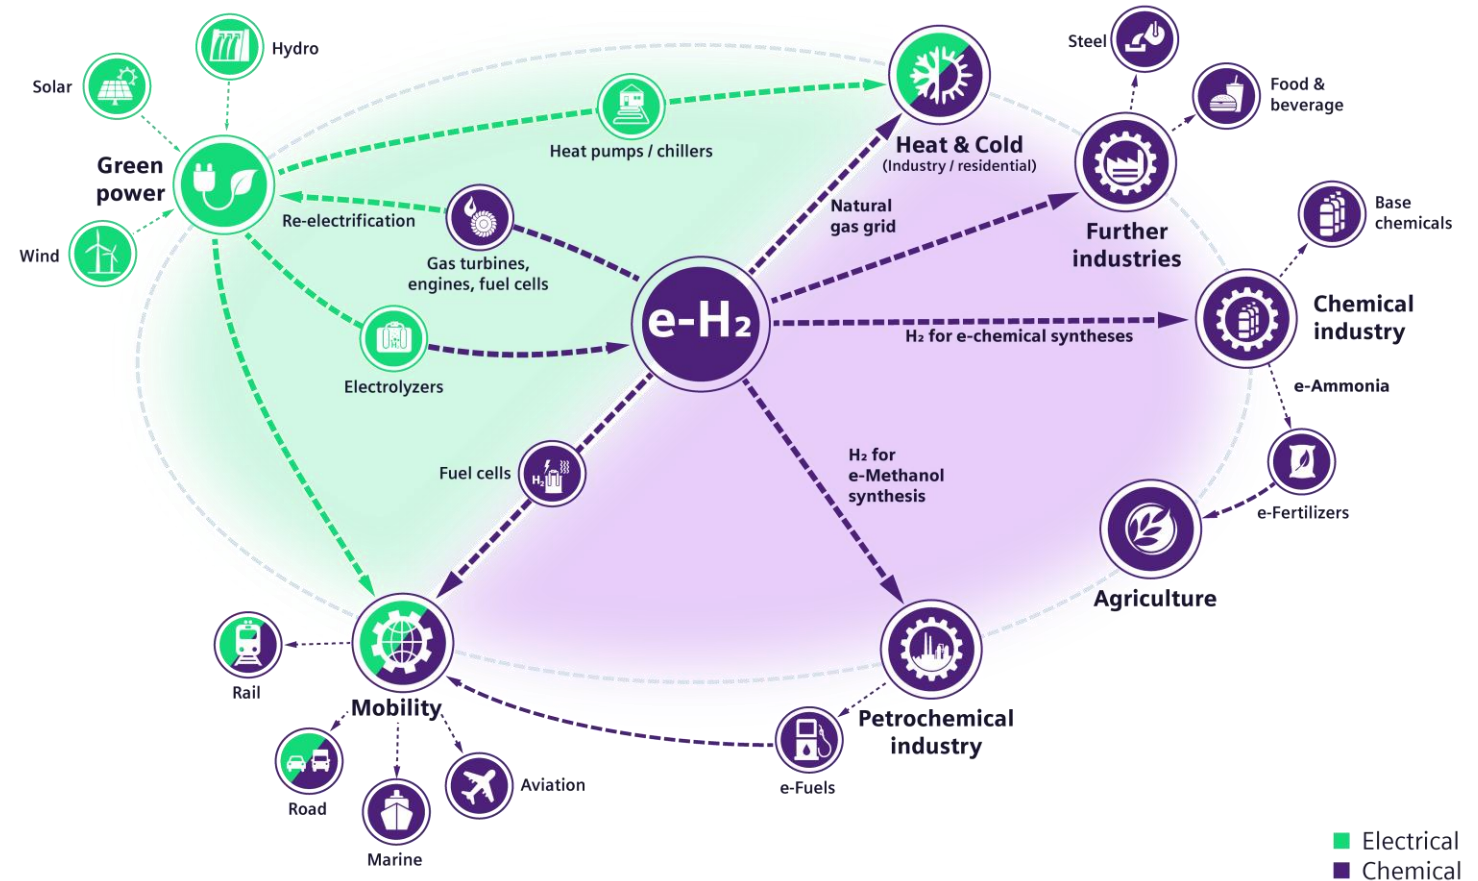 Hydro
Solar
Green
power
Wind
Heat pumps / chillers
Re-electrification
Gas turbines,
engines, fuel cells
Electrolyzers
e-H₂
Heat & Cold
(Industry / residential)
Natural
gas grid
Steel
Food &
beverage
Further
industries
Base
chemicals
Chemical
industry
H₂ for e-chemical syntheses
e-Ammonia
e-Fertilizers
Agriculture
Fuel cells
H₂
H₂ for
e-Methanol
synthesis
Petrochemical
industry
e-Fuels
Mobility
Rail
Road
Marine
Aviation
Electrical
Chemical